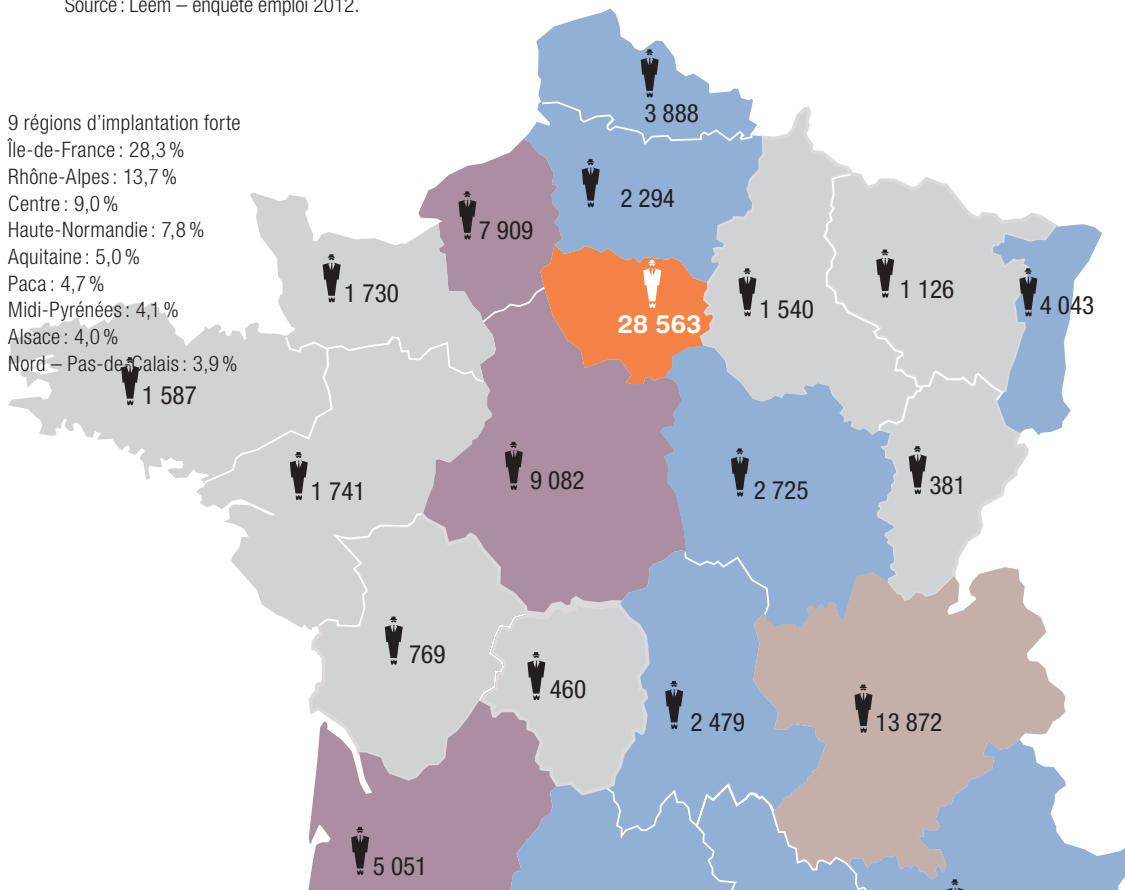 Source : Leem – enquête emploi 2012.
9 régions d'implantation forte
Île-de-France : 28,3 %
Rhône-Alpes : 13,7 %
Centre : 9,0 %
Haute-Normandie : 7,8 %
Aquitaine : 5,0 %
Paca : 4,7 %
Midi-Pyrénées : 4,1 %
Alsace : 4,0 %
Nord – Pas-de-Calais : 3,9 %
3 888
2 294
7 909
1 730
28 563
1 540
1 126
4 043
1 587
1 741
9 082
2 725
381
769
460
2 479
13 872
5 051